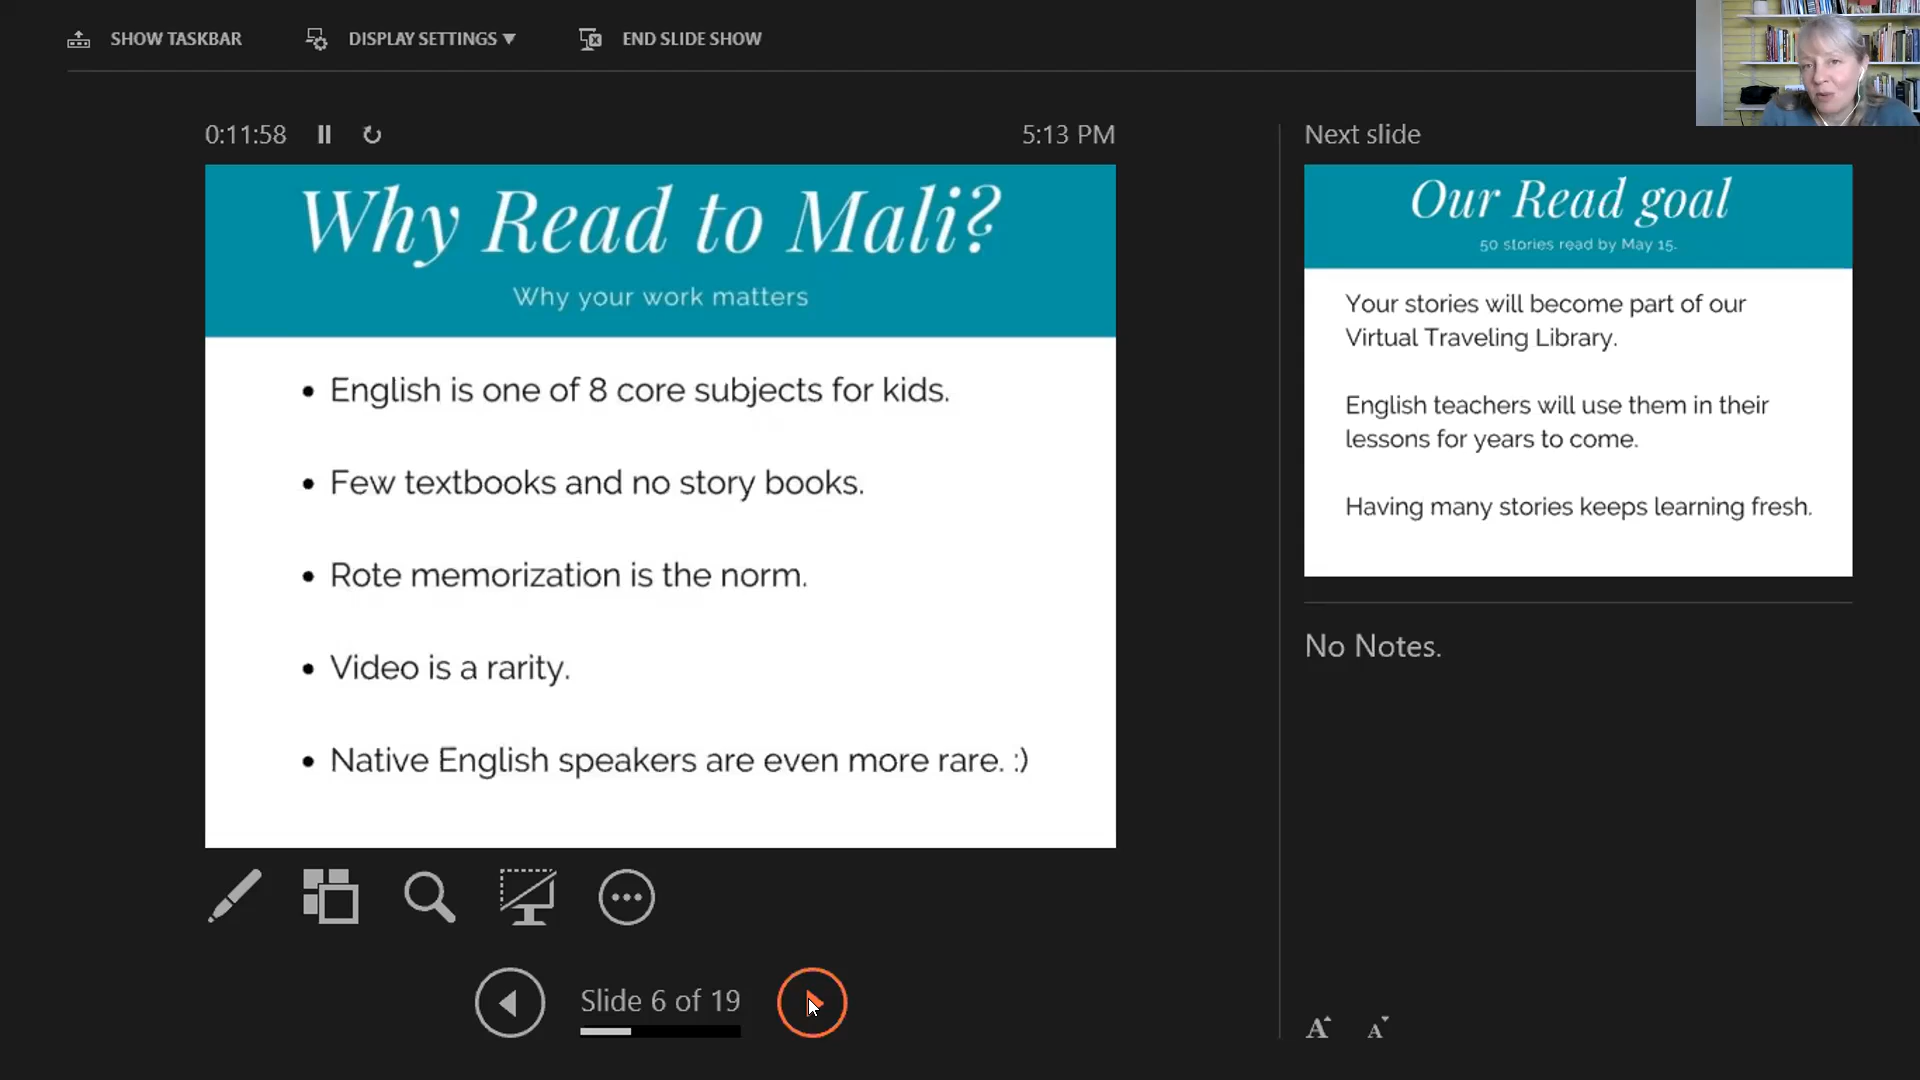 SHOW TASKBAR
DISPLAY SETTINGS ▼
END SLIDE SHOW
0:11:58
5:13 PM
Why Read to Mali?
Why your work matters
• English is one of 8 core subjects for kids.
• Few textbooks and no story books.
• Rote memorization is the norm.
• Video is a rarity.
• Native English speakers are even more rare. :)
Slide 6 of 19
Next slide
Our Read goal
50 stories read by May 15.
Your stories will become part of our
Virtual Traveling Library.
English teachers will use them in their
lessons for years to come.
Having many stories keeps learning fresh.
No Notes.
A A